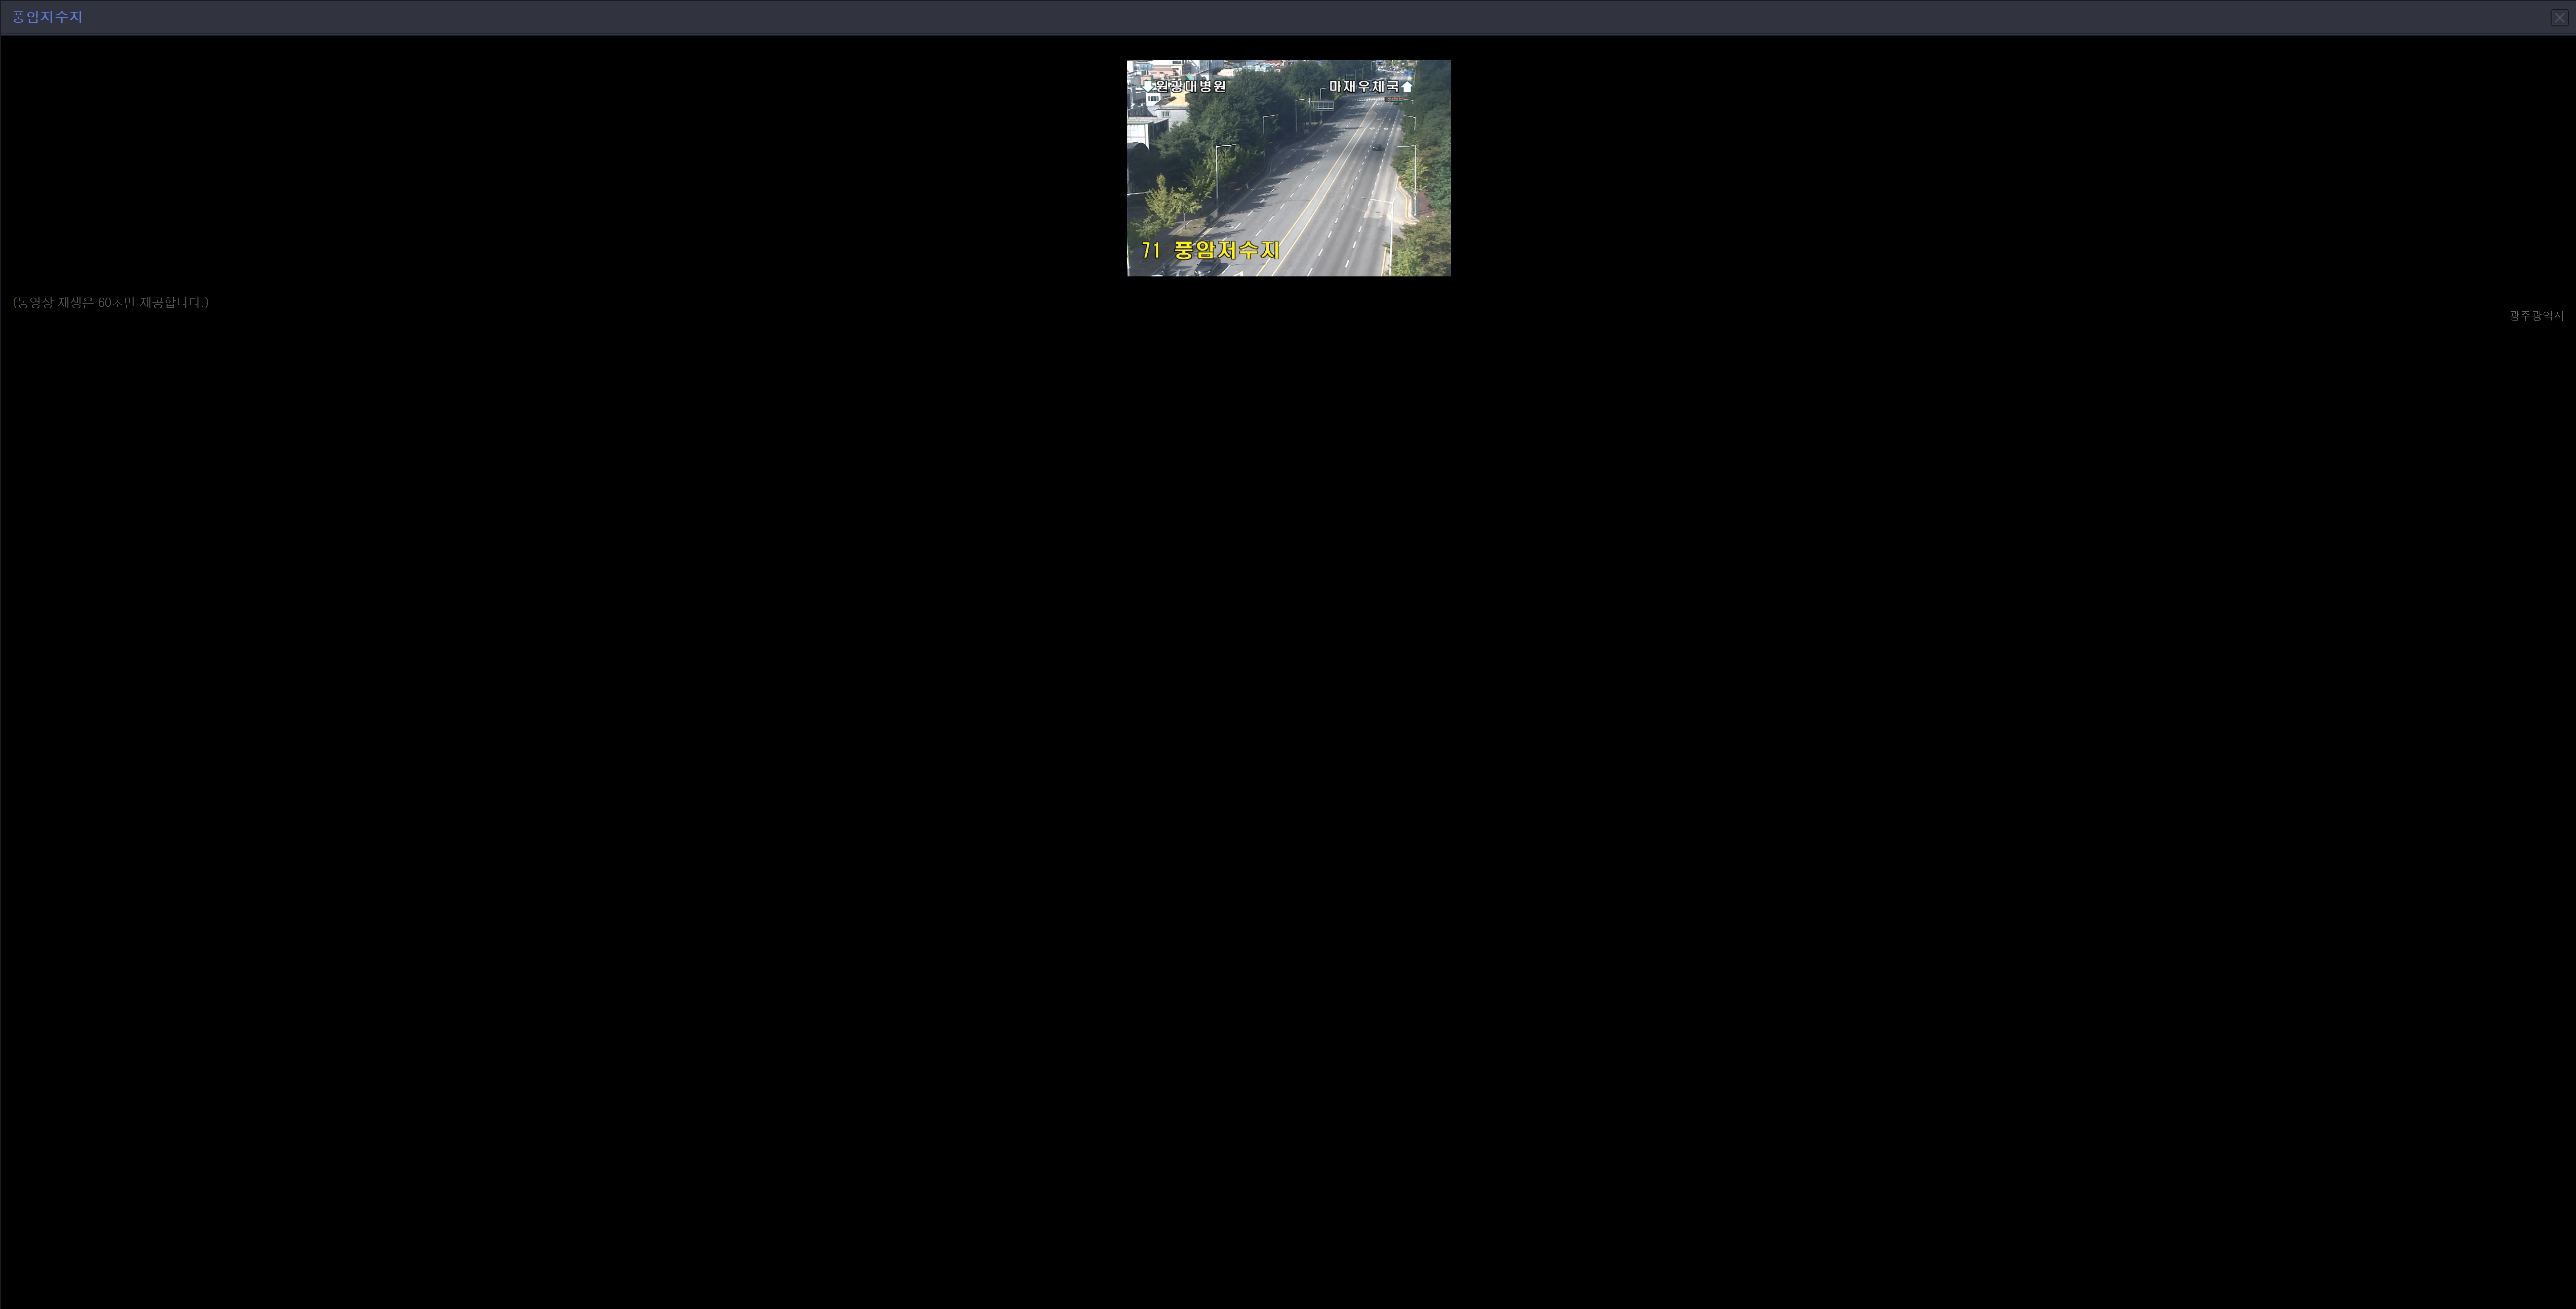 풍암저수지
원광대병원 마재우체국
71 풍암저수지
(동영상 재생은 60초만 제공합니다.)
광주광역시